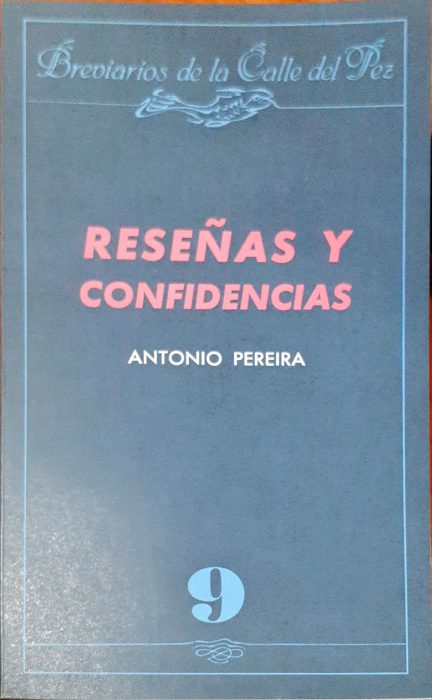 Breviarios de la Calle del Pez
RESEÑAS Y
CONFIDENCIAS
ANTONIO PEREIRA
9